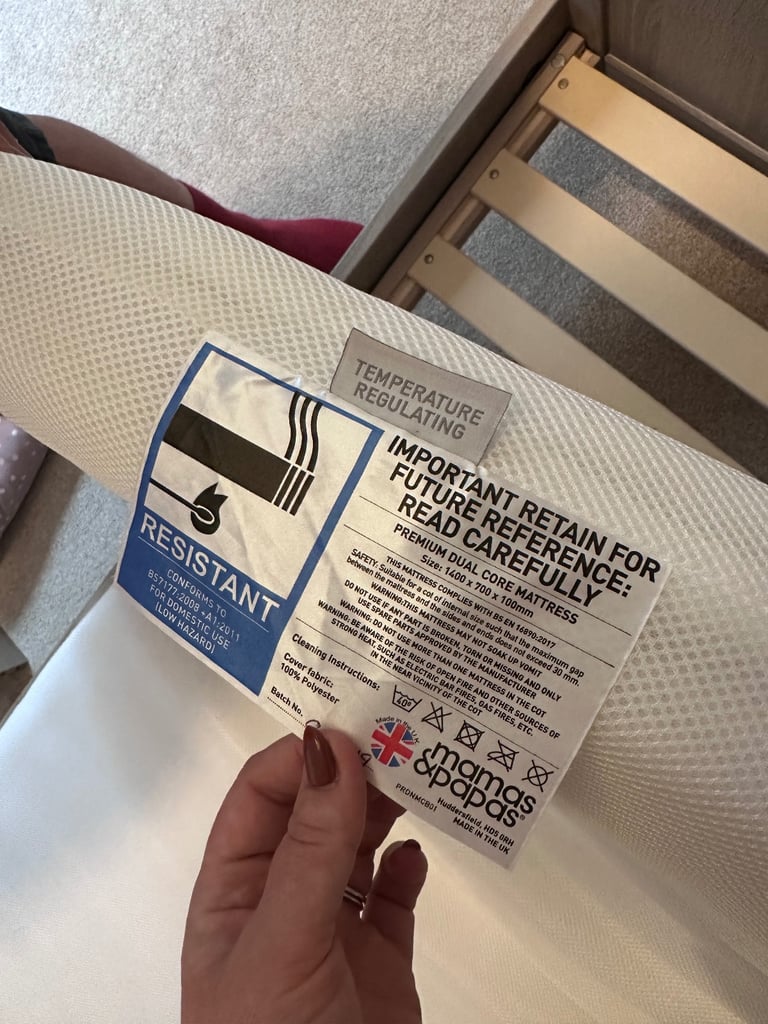 TEMPERATURE
REGULATING
RESISTANT
CONFORMS TO
BS7177:2008 +A1:2011
FOR DOMESTIC USE
(LOW HAZARD)
IMPORTANT RETAIN FOR
FUTURE REFERENCE:
READ CAREFULLY
PREMIUM DUAL CORE MATTRESS
Size: 1400 x 700 x 100mm
THIS MATTRESS COMPLIES WITH BS EN 16890:2017
SAFETY. Suitable for a cot of internal size such that the maximum gap
between the mattress and the sides and ends does not exceed 30 mm.
WARNING:THIS MATTRESS MAY NOT SOAK UP VOMIT
DO NOT USE IF ANY PART IS BROKEN, TORN OR MISSING AND ONLY
USE SPARE PARTS APPROVED BY THE MANUFACTURER
WARNING: DO NOT USE MORE THAN ONE MATTRESS IN THE COT
WARNING: BE AWARE OF THE RISK OF OPEN FIRE AND OTHER SOURCES OF
STRONG HEAT, SUCH AS ELECTRIC BAR FIRES, GAS FIRES, ETC.
IN THE NEAR VICINITY OF THE COT
Cleaning Instructions:
40°
Cover fabric:
100% Polyester
Batch No.
Made in the U.K
mamas
&papas®
PRDNMCB01
Huddersfield, HD5 0RH
MADE IN THE UK